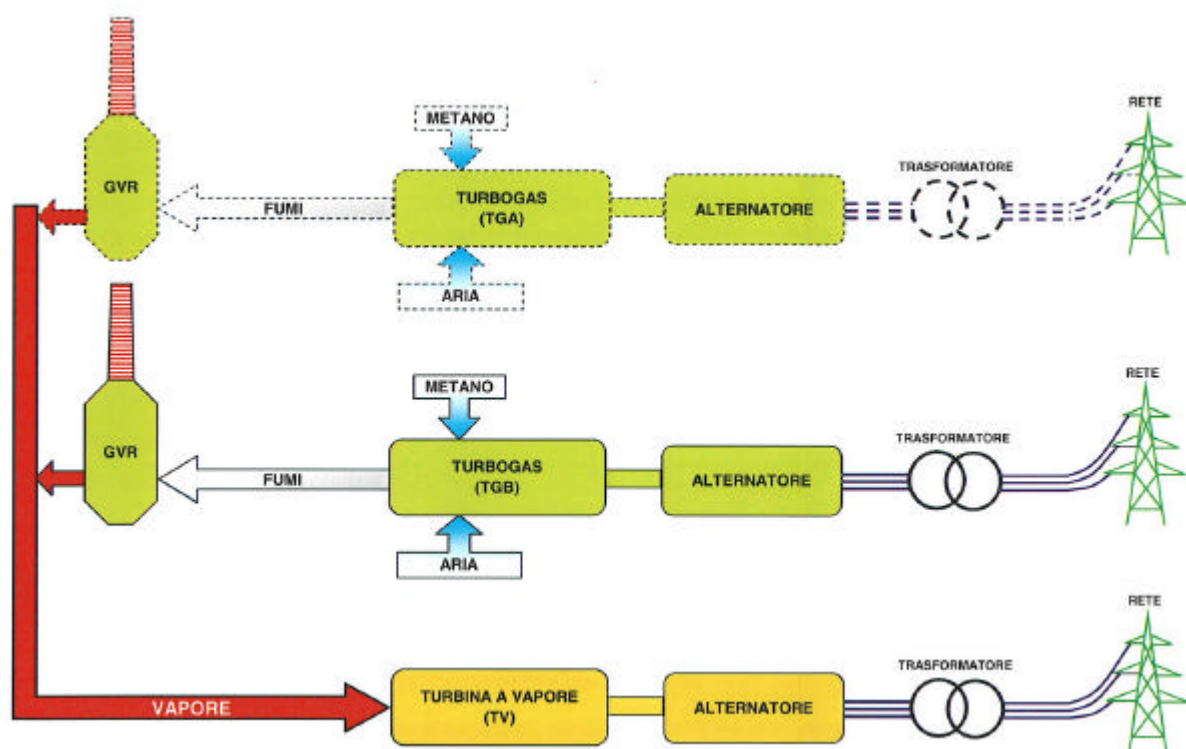 METANO
RETE
TRASFORMATORE
GVR
FUMI
TURBOGAS
(TGA)
ALTERNATORE
ARIA
METANO
RETE
TRASFORMATORE
GVR
FUMI
TURBOGAS
(TGB)
ALTERNATORE
ARIA
RETE
TRASFORMATORE
VAPORE
TURBINA A VAPORE
(TV)
ALTERNATORE